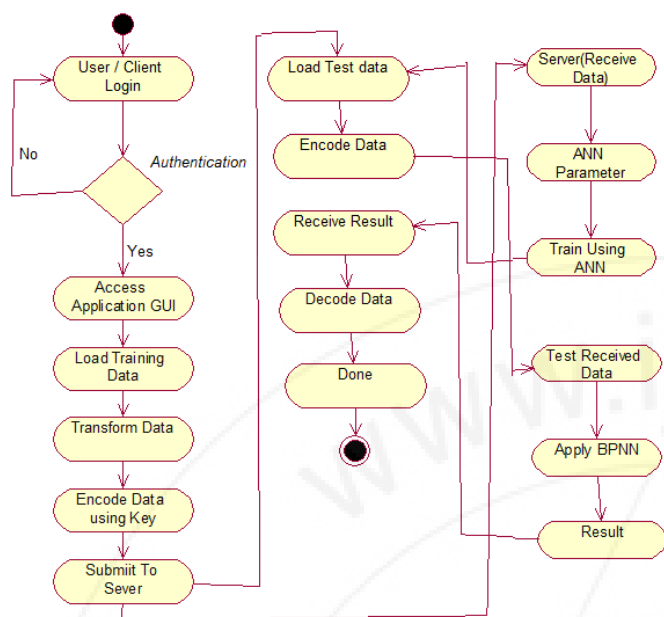 User / Client
Login
Authentication
No
Yes
Access
Application GUI
Load Training
Data
Transform Data
Encode Data
using Key
Submiit To
Sever
Load Test data
Encode Data
Receive Result
Decode Data
Done
Server(Receive
Data)
ANN
Parameter
Train Using
ANN
Test Received
Data
Apply BPNN
Result
www.i